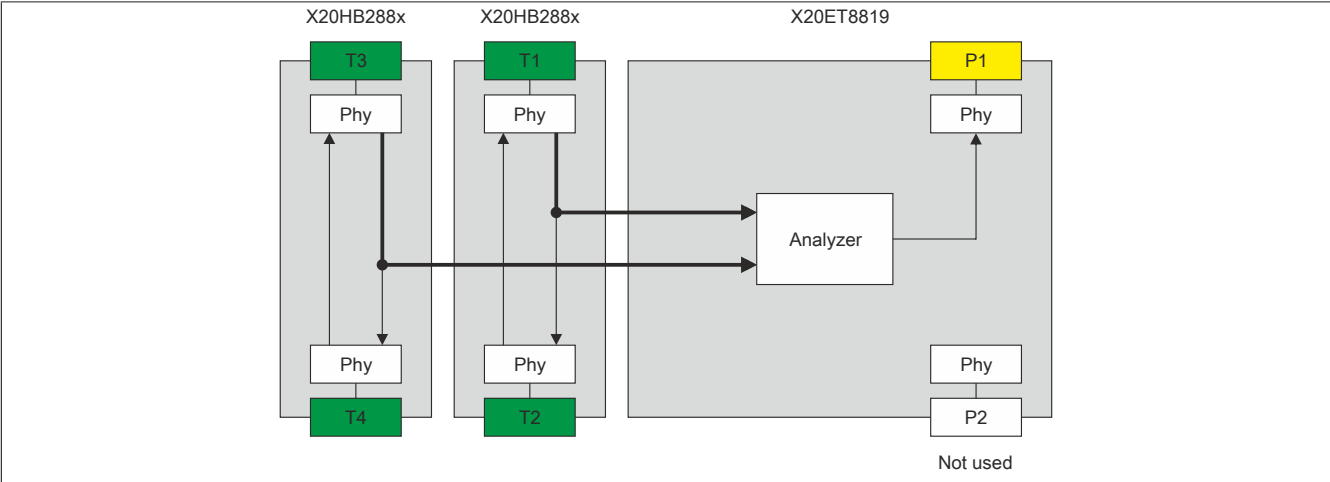 X20HB288x X20HB288x X20ET8819
T3 T1 P1
Phy Phy Phy
Analyzer
Phy Phy Phy
T4 T2 P2
Not used